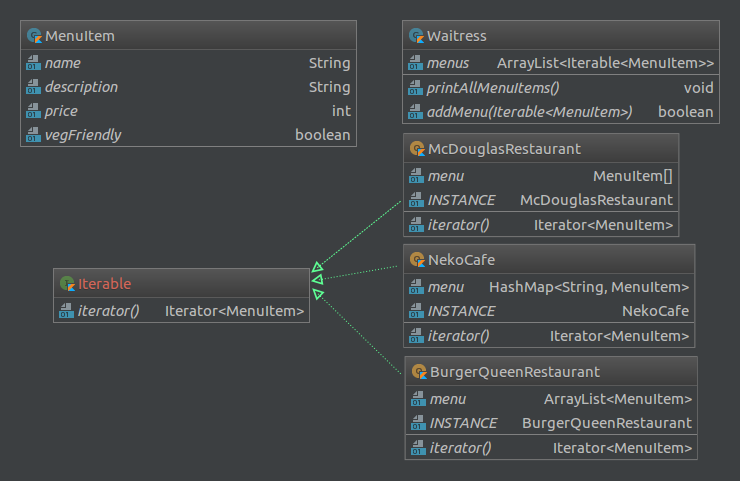 MenuItem
name String
description String
price int
vegFriendly boolean
Waitress
menus ArrayList<Iterable<MenuItem>>
printAllMenuItems() void
addMenu(Iterable<MenuItem>) boolean
McDouglasRestaurant
menu MenuItem[]
INSTANCE McDouglasRestaurant
iterator() Iterator<MenuItem>
Iterable
iterator() Iterator<MenuItem>
NekoCafe
menu HashMap<String, MenuItem>
INSTANCE NekoCafe
iterator() Iterator<MenuItem>
BurgerQueenRestaurant
menu ArrayList<MenuItem>
INSTANCE BurgerQueenRestaurant
iterator() Iterator<MenuItem>